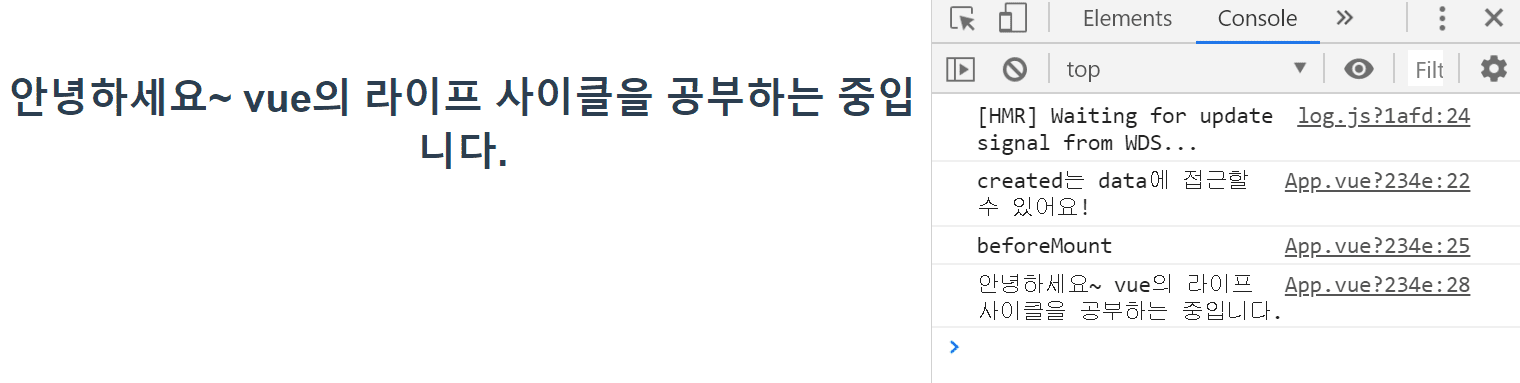 안녕하세요~ vue의 라이프 사이클을 공부하는 중입
니다.
Elements Console »
top Filt
[HMR] Waiting for update log.js?1afd:24
signal from WDS...
created는 data에 접근할 App.vue?234e:22
수 있어요!
beforeMount App.vue?234e:25
안녕하세요~ vue의 라이프 App.vue?234e:28
사이클을 공부하는 중입니다.